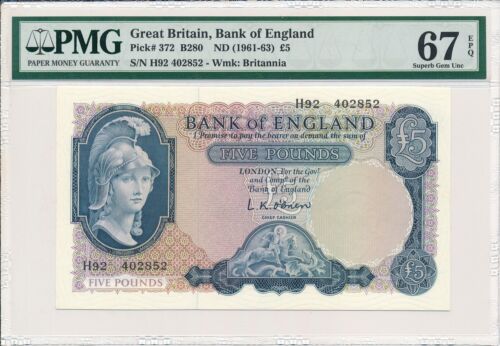 PMG
PAPER MONEY GUARANTY
Great Britain, Bank of England
Pick# 372 B280 ND (1961-63) £5
S/N H92 402852 - Wmk: Britannia
67 EPQ
Superb Gem Unc
H92 402852
BANK OF ENGLAND
I Promise to pay the bearer on demand the sum of
FIVE POUNDS
£5
LONDON, For the Gov.r
and Comp.a of the
Bank of England
£5
L.K. O'Brien
CHIEF CASHIER
H92 402852
FIVE POUNDS
£5